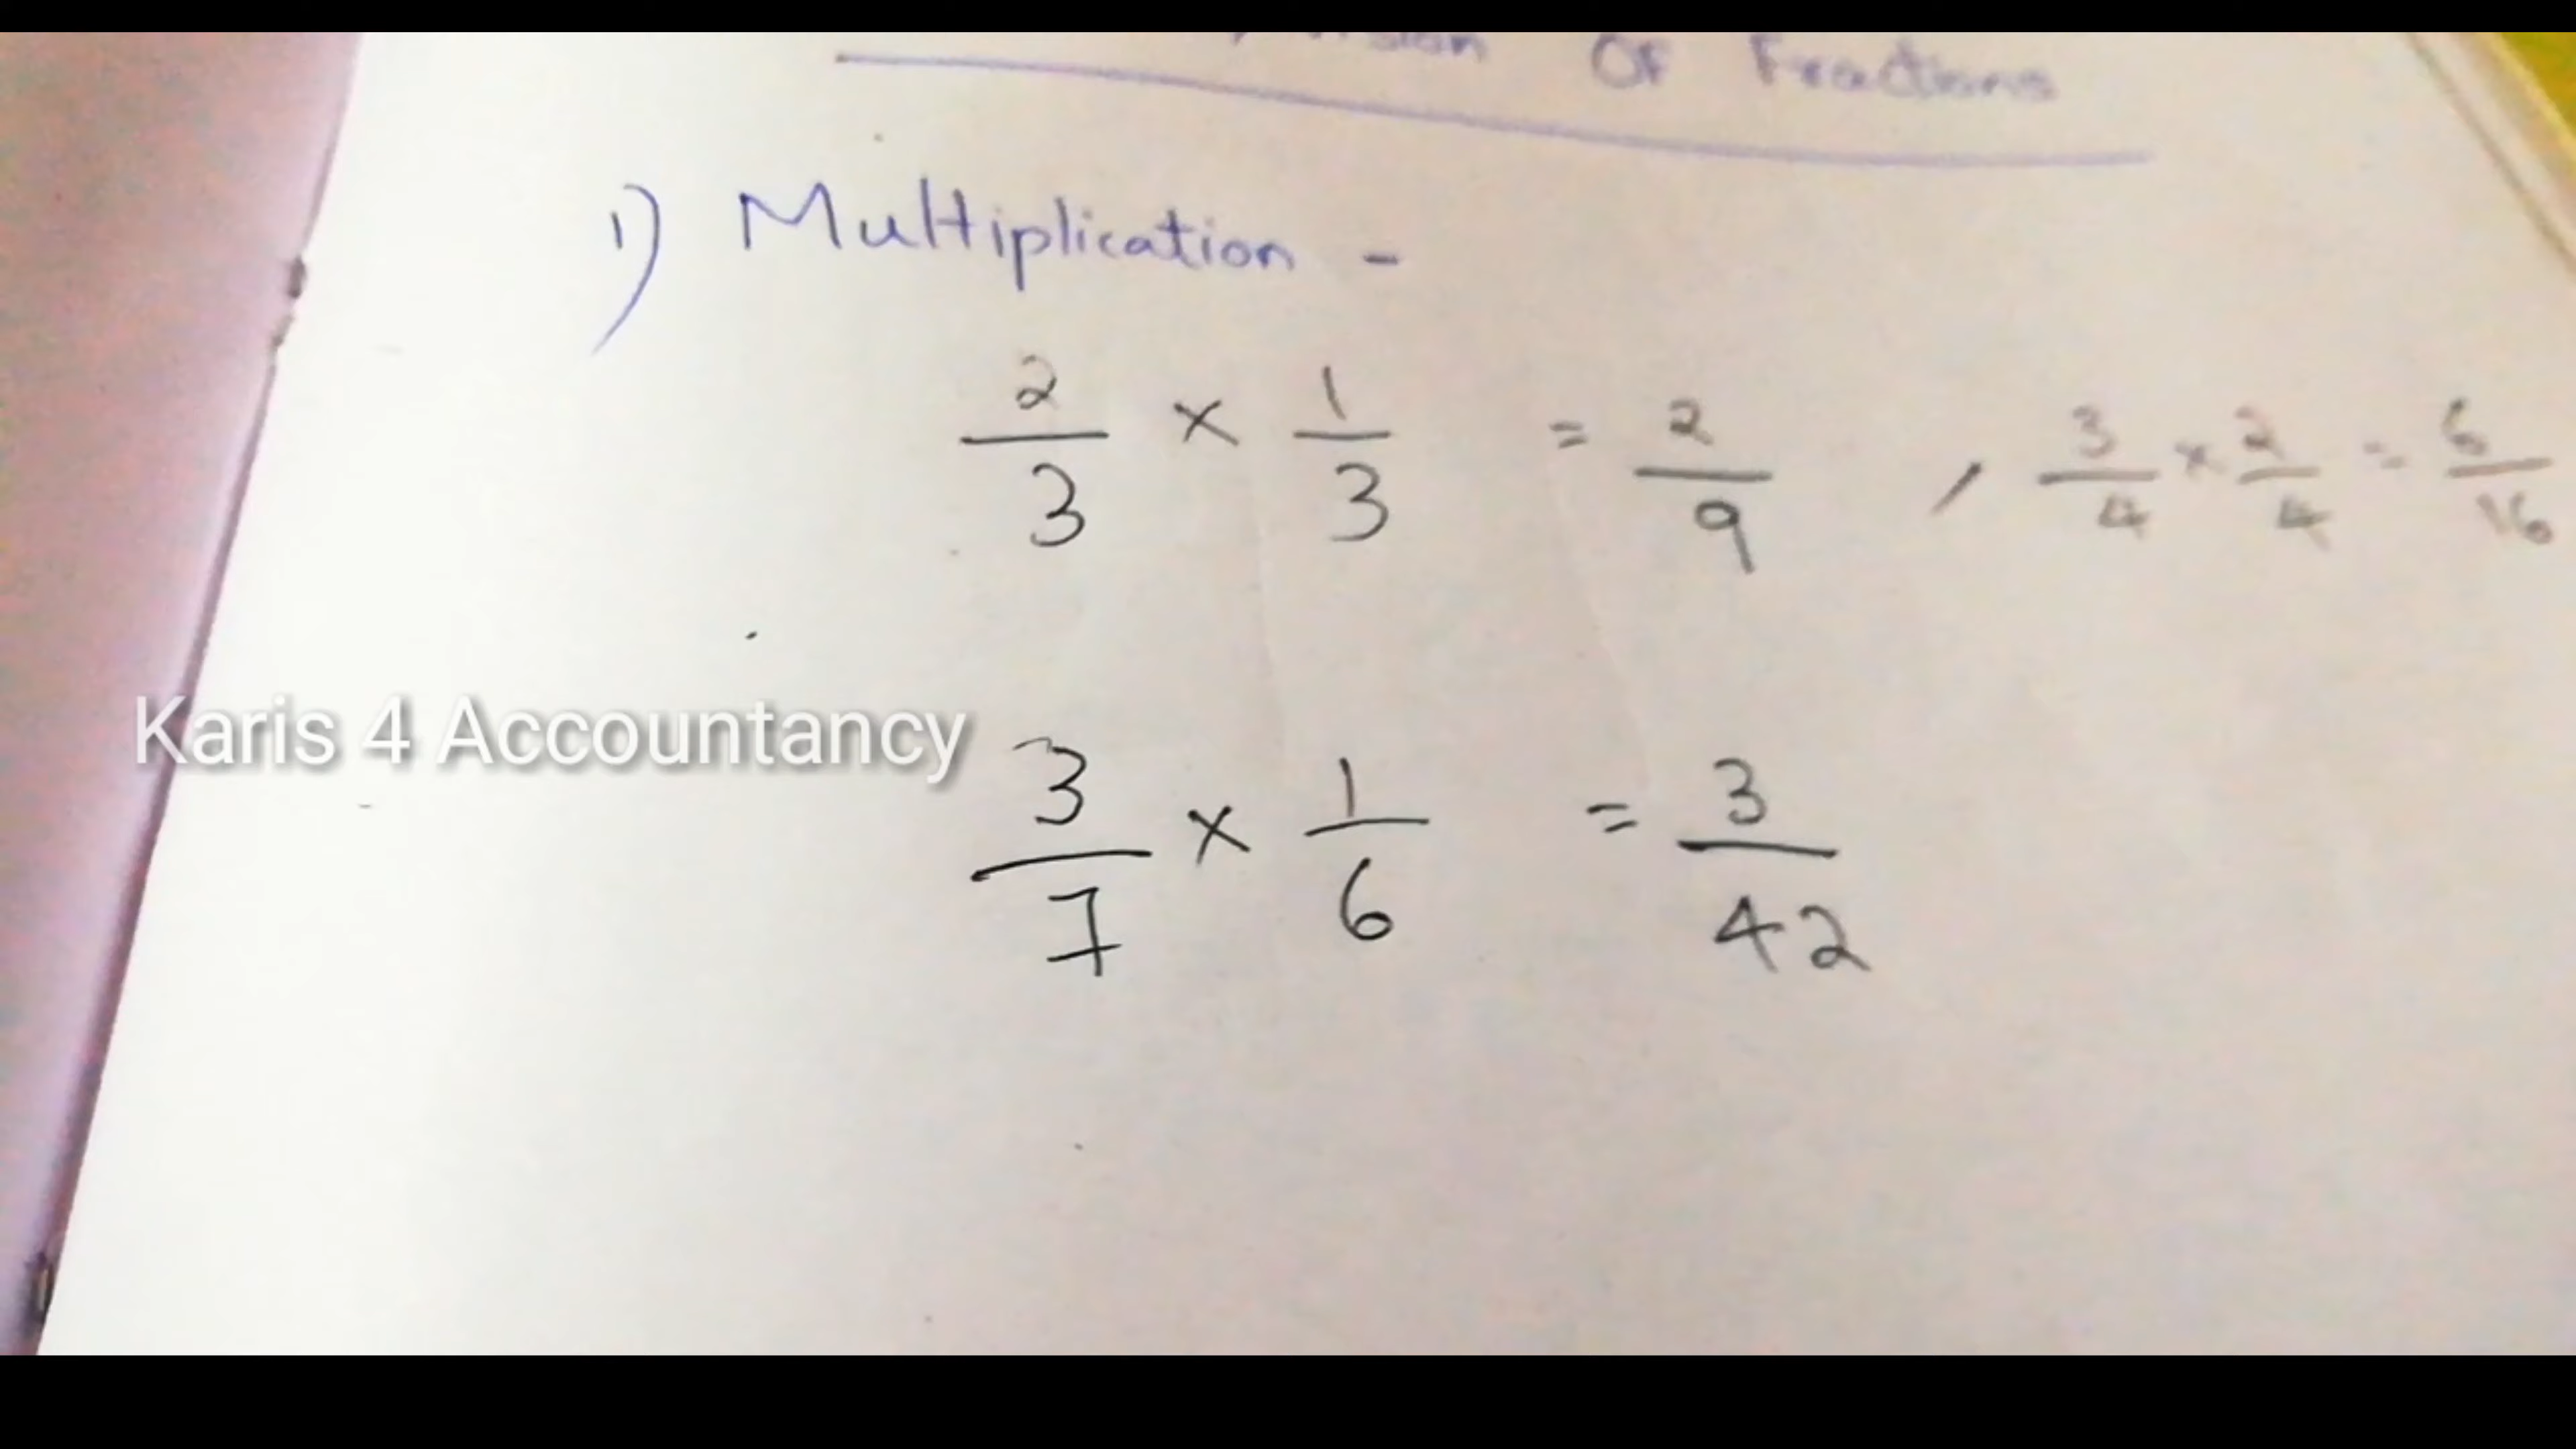 Of Fractions
1) Multiplication -
2/3 × 1/3 = 2/9 , 3/4 × 2/4 = 6/16
Karis 4 Accountancy
3/7 × 1/6 = 3/42